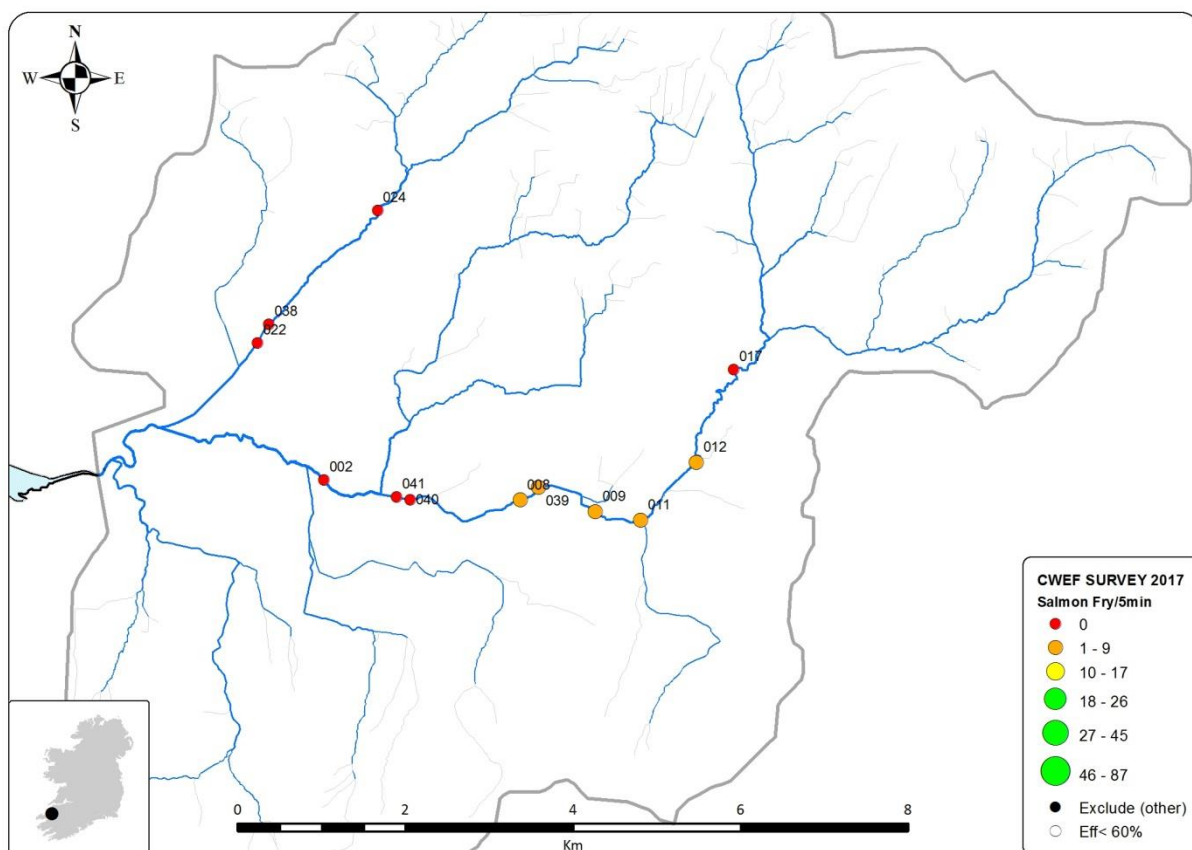 N
W E
S
024
038
022
017
012
002
041
040
008
039
009
011
CWEF SURVEY 2017
Salmon Fry/5min
0
1 - 9
10 - 17
18 - 26
27 - 45
46 - 87
Exclude (other)
Eff< 60%
0 2 4 6 8
Km